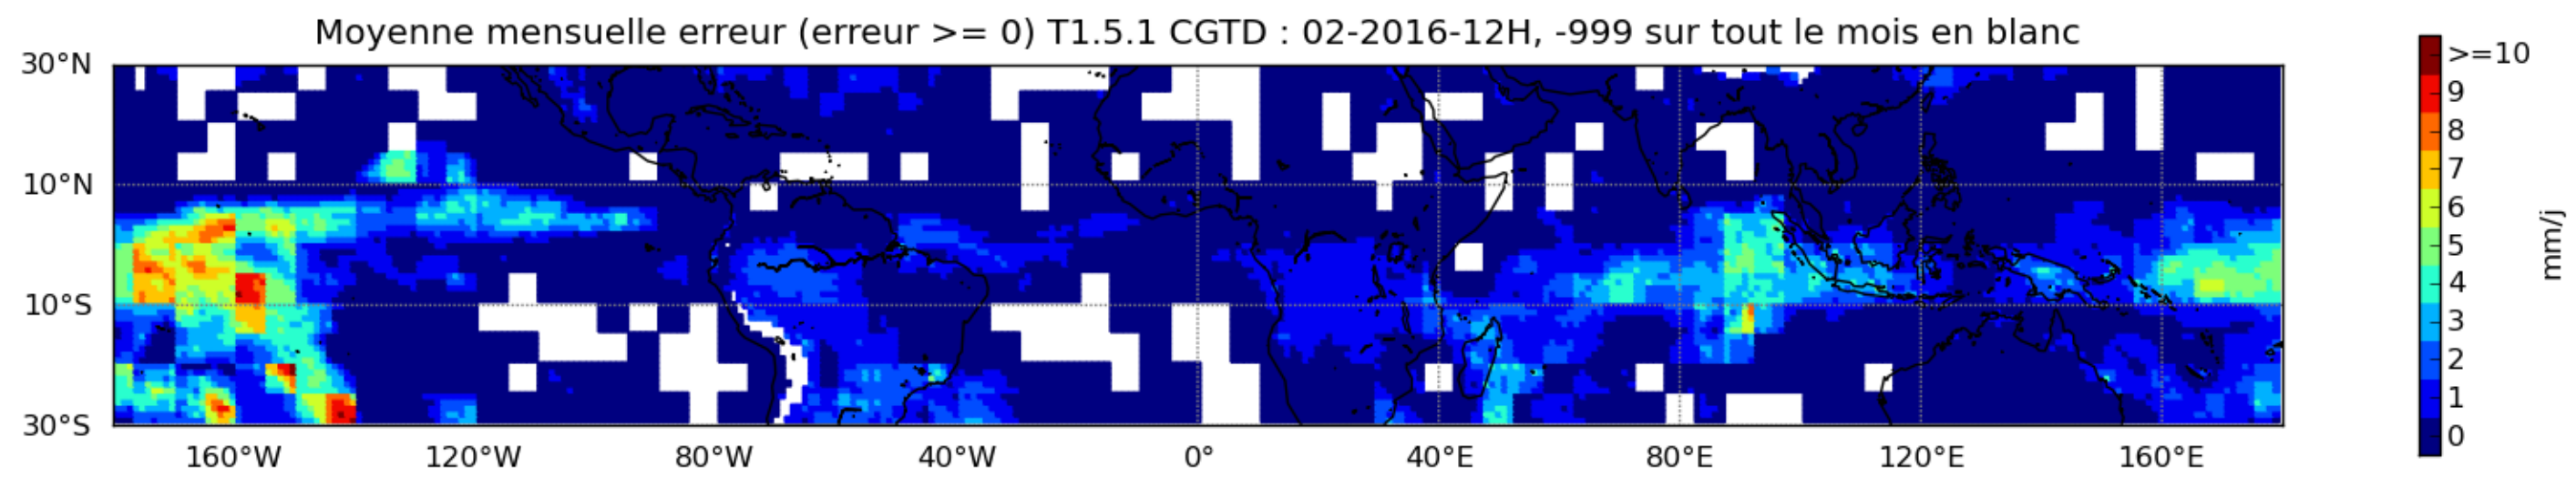 Moyenne mensuelle erreur (erreur >= 0) T1.5.1 CGTD : 02-2016-12H, -999 sur tout le mois en blanc
30°N
10°N
10°S
30°S
160°W 120°W 80°W 40°W 0° 40°E 80°E 120°E 160°E
>=10
9
8
7
6
5
4
3
2
1
0
mm/j